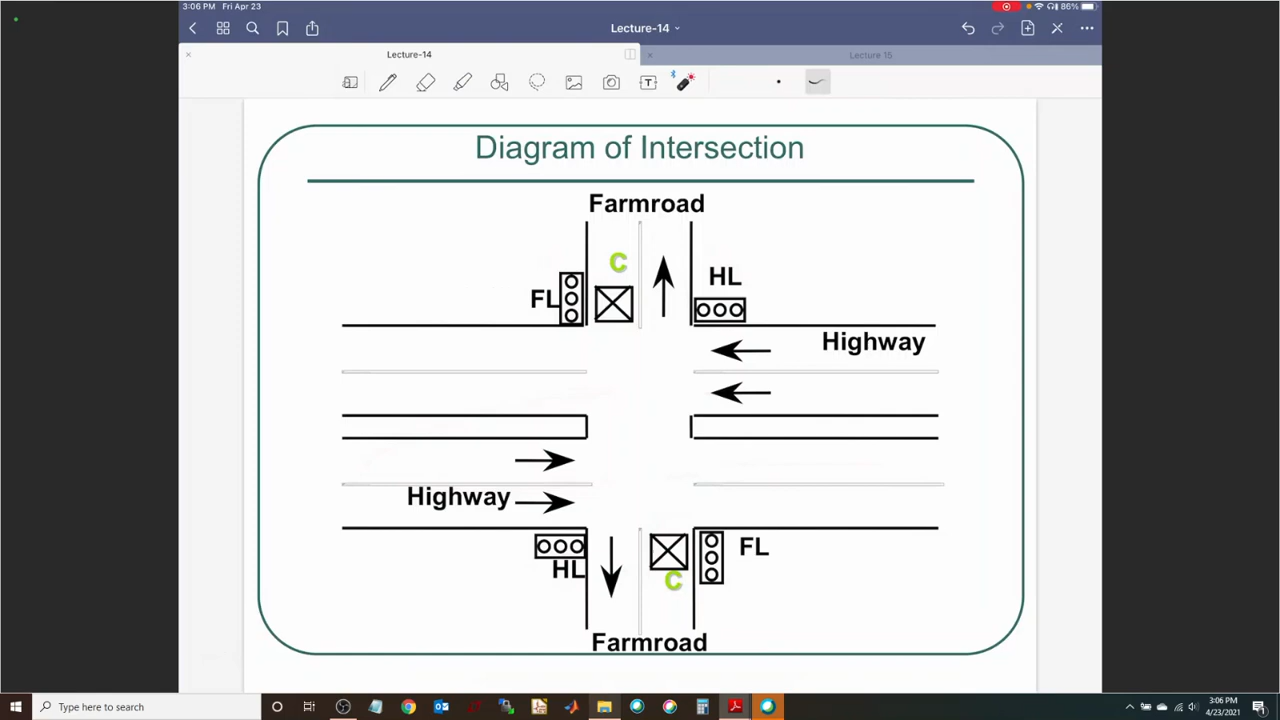 3:06 PM Fri Apr 23
86%
Lecture-14
Lecture-14
Lecture 15
T
Diagram of Intersection
Farmroad
C
HL
FL
Highway
Highway
HL
FL
C
Farmroad
Type here to search
3:06 PM
4/23/2021